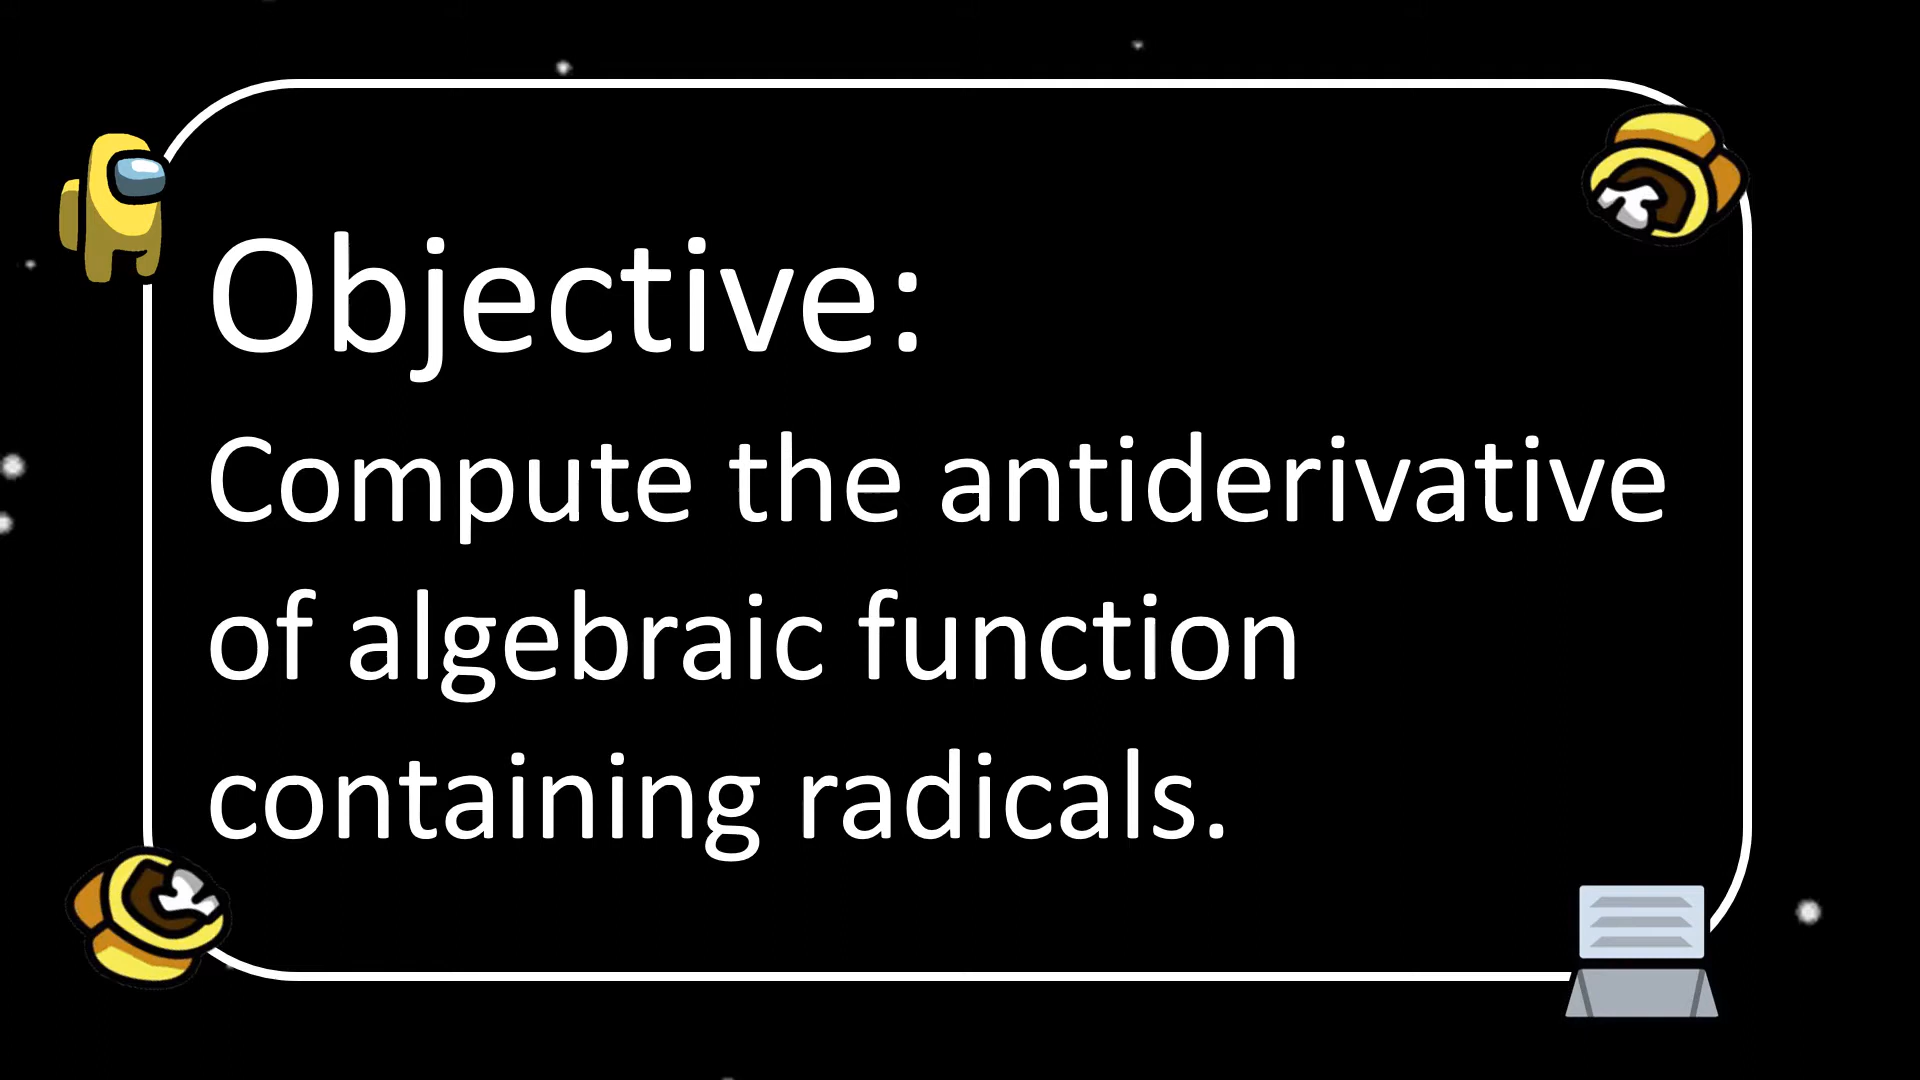 Objective:
Compute the antiderivative
of algebraic function
containing radicals.